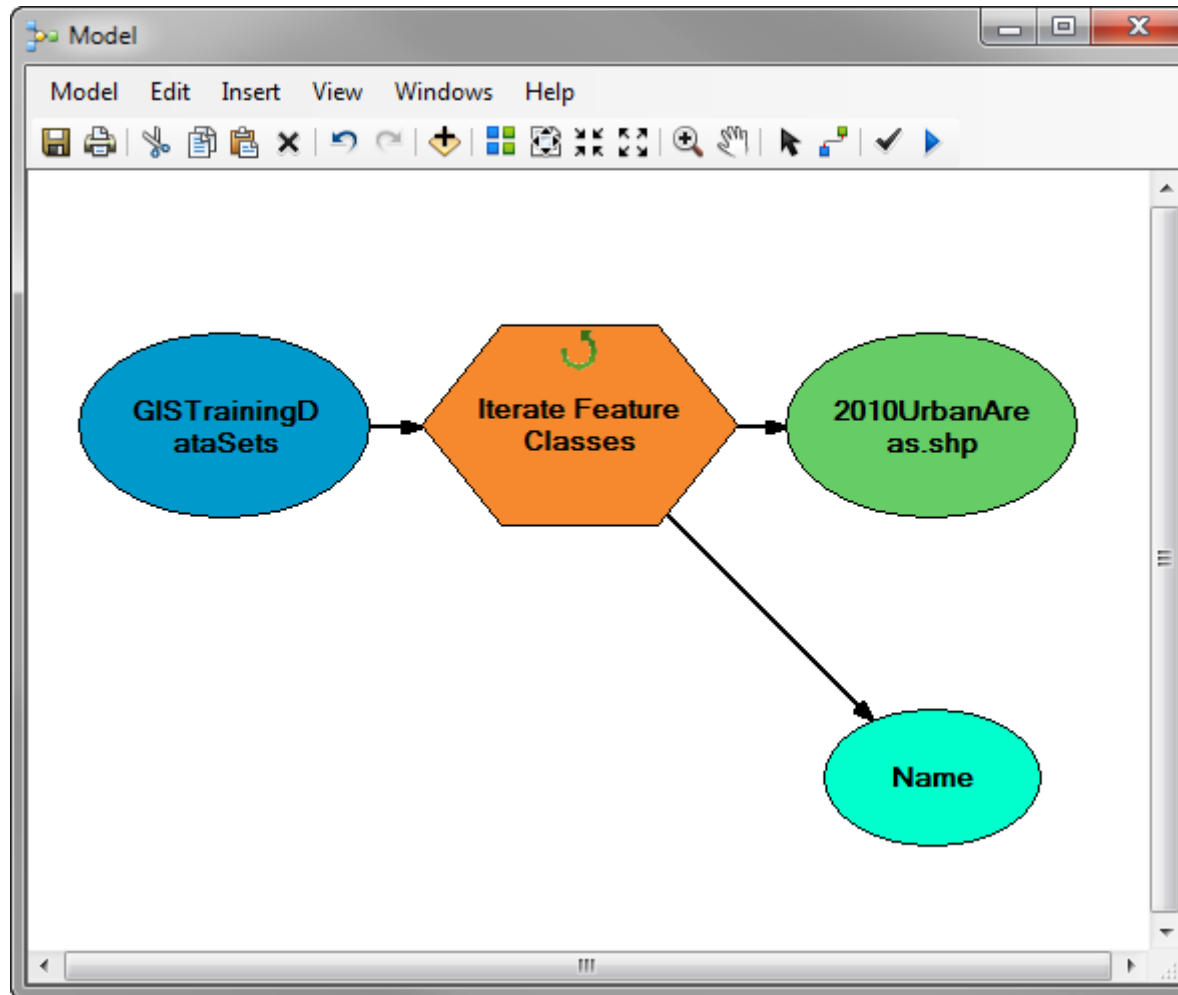 Model
Model Edit Insert View Windows Help
GISTrainingD
ataSets
Iterate Feature
Classes
2010UrbanAre
as.shp
Name